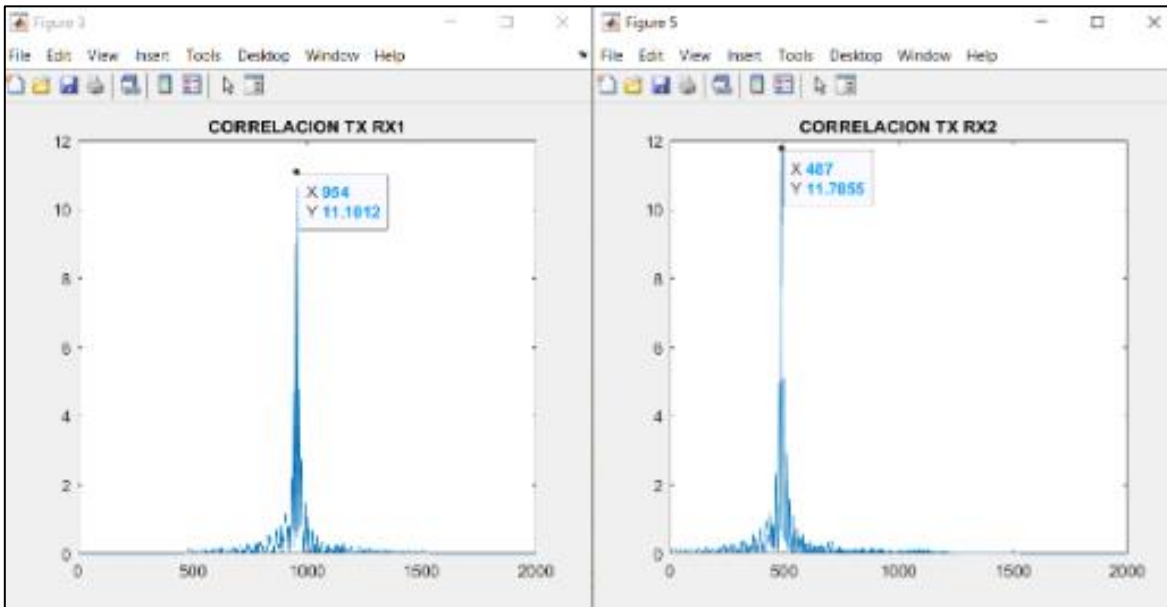 Figure 3
File Edit View Insert Tools Desktop Window Help
CORRELACION TX RX1
12
10
8
6
4
2
0
X 954
Y 11.1012
0 500 1000 1500 2000
Figure 5
File Edit View Insert Tools Desktop Window Help
CORRELACION TX RX2
12
10
8
6
4
2
0
X 487
Y 11.7855
0 500 1000 1500 2000